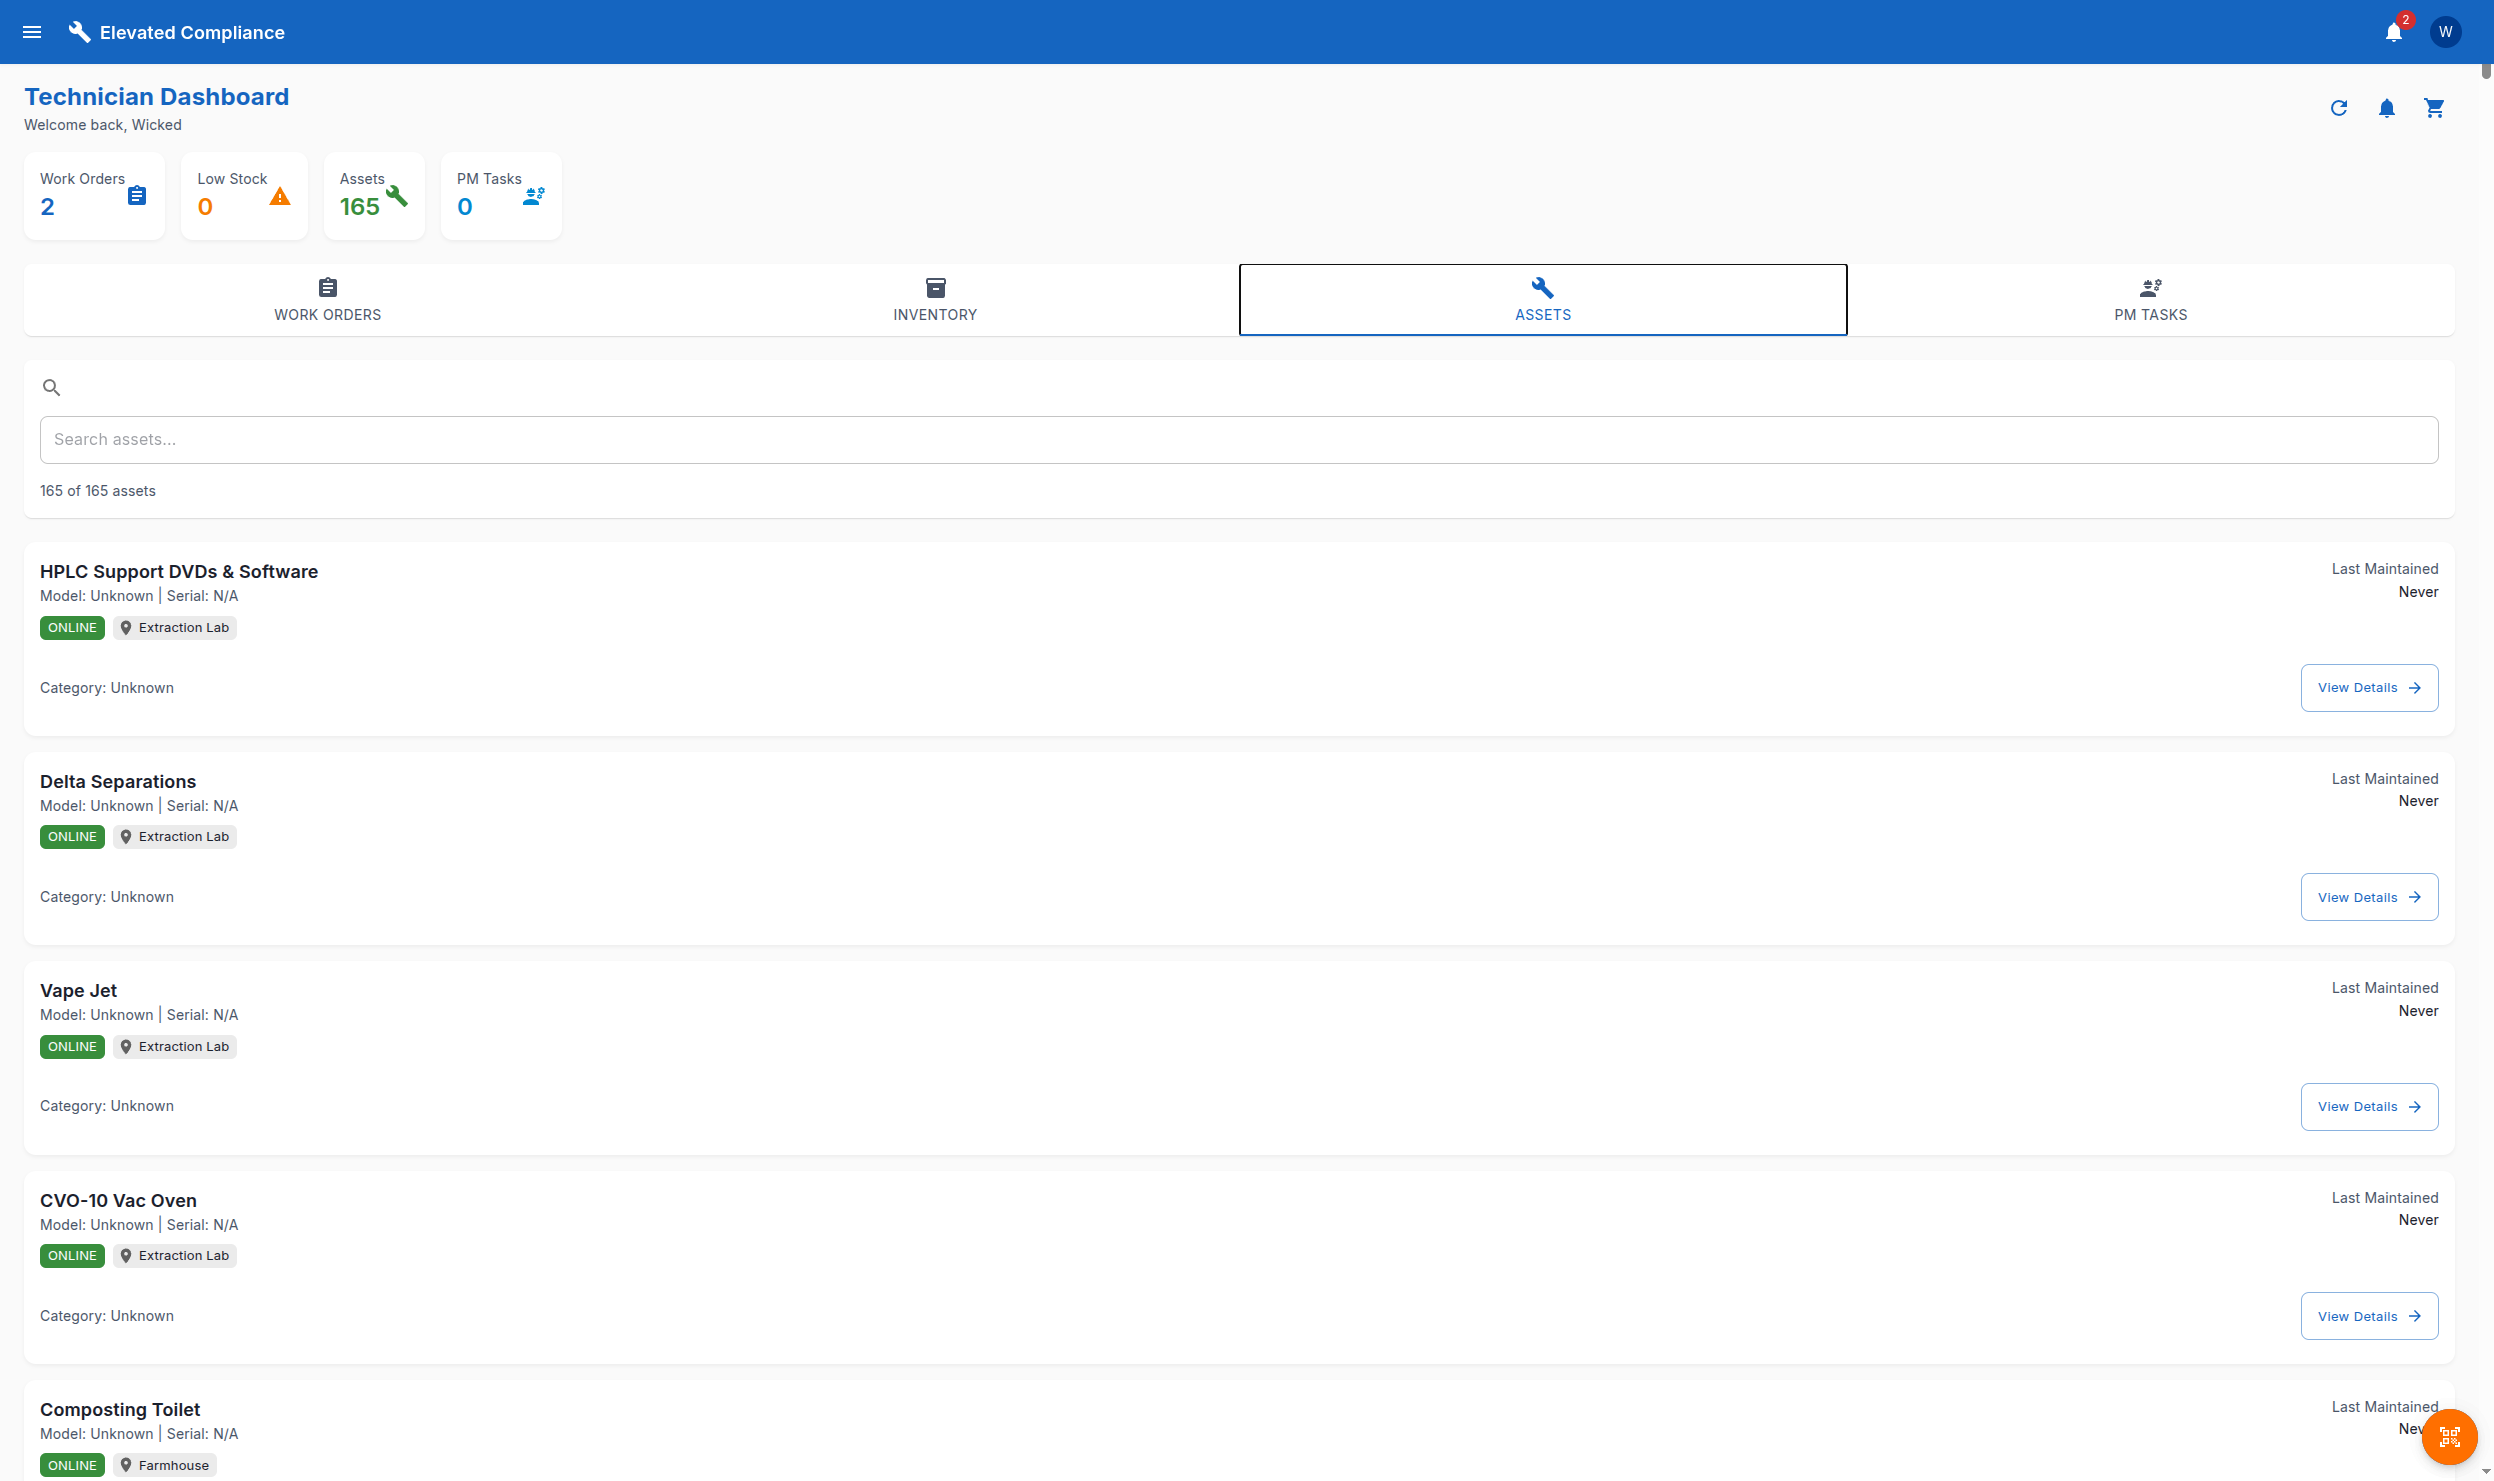 Elevated Compliance
2
W
Technician Dashboard
Welcome back, Wicked
Work Orders
2
Low Stock
0
Assets
165
PM Tasks
0
WORK ORDERS
INVENTORY
ASSETS
PM TASKS
Search assets...
165 of 165 assets
HPLC Support DVDs & Software
Model: Unknown | Serial: N/A
ONLINE
Extraction Lab
Last Maintained
Never
Category: Unknown
View Details
Delta Separations
Model: Unknown | Serial: N/A
ONLINE
Extraction Lab
Last Maintained
Never
Category: Unknown
View Details
Vape Jet
Model: Unknown | Serial: N/A
ONLINE
Extraction Lab
Last Maintained
Never
Category: Unknown
View Details
CVO-10 Vac Oven
Model: Unknown | Serial: N/A
ONLINE
Extraction Lab
Last Maintained
Never
Category: Unknown
View Details
Composting Toilet
Model: Unknown | Serial: N/A
ONLINE
Farmhouse
Last Maintained